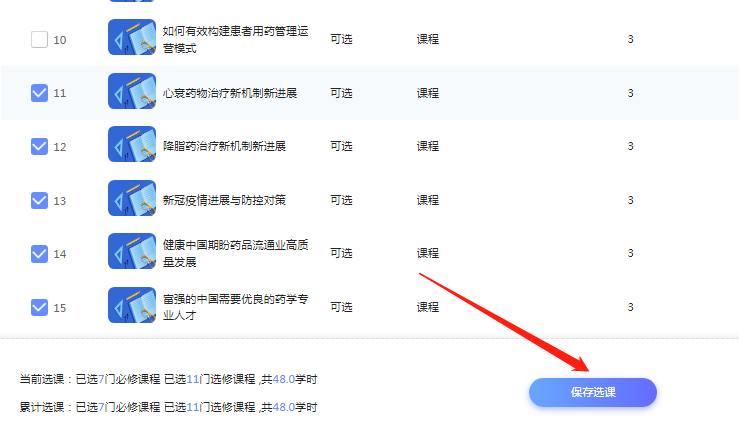 10 如何有效构建患者用药管理运 可选 课程 3
营模式
11 心衰药物治疗新机制新进展 可选 课程 3
12 降脂药治疗新机制新进展 可选 课程 3
13 新冠疫情进展与防控对策 可选 课程 3
14 健康中国期盼药品流通业高质 可选 课程 3
量发展
15 富强的中国需要优良的药学专 可选 课程 3
业人才
当前选课：已选7门必修课程 已选11门选修课程 ,共48.0学时
保存选课
累计选课：已选7门必修课程 已选11门选修课程 ,共48.0学时